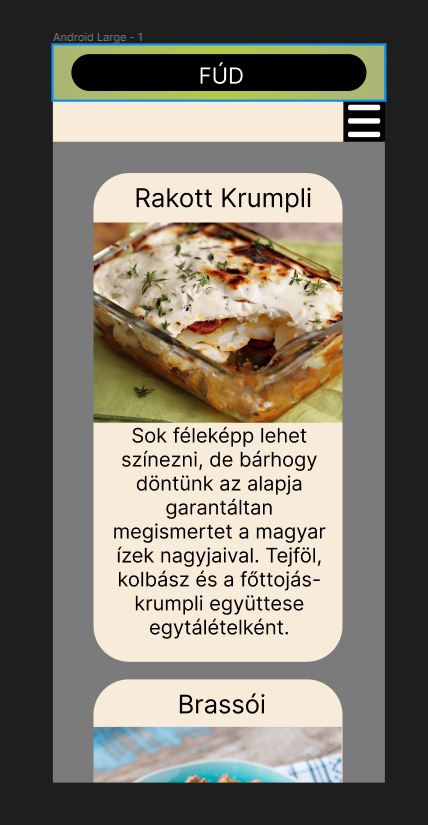 Android Large - 1
FÚD
Rakott Krumpli
Sok féleképp lehet
színezni, de bárhogy
döntünk az alapja
garantáltan
megismertet a magyar
ízek nagyjaival. Tejföl,
kolbász és a főttojás-
krumpli együttese
egytálételként.
Brassói